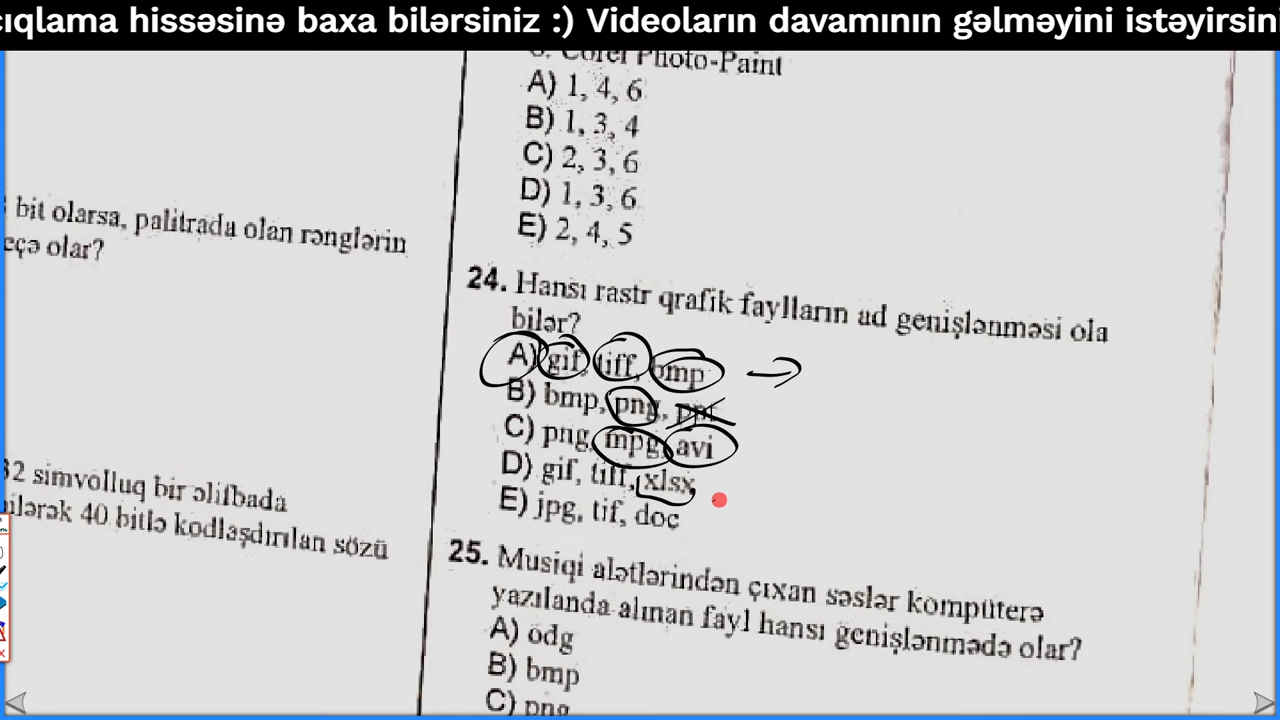 çıqlama hissəsinə baxa bilərsiniz :) Videoların davamının gəlməyini istəyirsini
bit olarsa, palitrada olan rənglərin
eçə olar?
32 simvolluq bir əlifbada
ilərək 40 bitlə kodlaşdırılan sözü
6. Corel Photo-Paint
A) 1, 4, 6
B) 1, 3, 4
C) 2, 3, 6
D) 1, 3, 6
E) 2, 4, 5
24. Hansı rastr qrafik faylların ad genişlənməsi ola
bilər?
A) gif, tiff, bmp
B) bmp, png,
C) png, mpg, avi
D) gif, tiff, xlsx
E) jpg, tif, doc
25. Musiqi alətlərindən çıxan səslər kompüterə
yazılanda alınan fayl hansı genişlənmədə olar?
A) odg
B) bmp
C) png